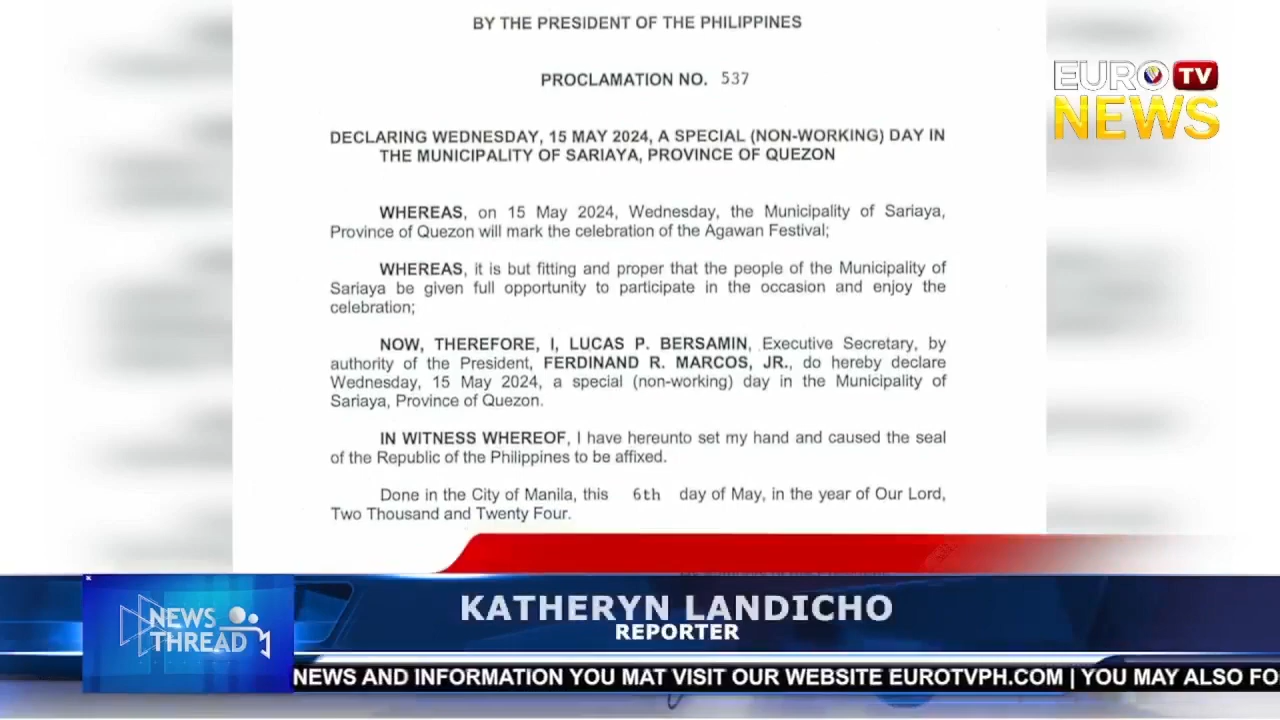 BY THE PRESIDENT OF THE PHILIPPINES
PROCLAMATION NO. 537
DECLARING WEDNESDAY, 15 MAY 2024, A SPECIAL (NON-WORKING) DAY IN
THE MUNICIPALITY OF SARIAYA, PROVINCE OF QUEZON
WHEREAS, on 15 May 2024, Wednesday, the Municipality of Sariaya,
Province of Quezon will mark the celebration of the Agawan Festival;
WHEREAS, it is but fitting and proper that the people of the Municipality of
Sariaya be given full opportunity to participate in the occasion and enjoy the
celebration;
NOW, THEREFORE, I, LUCAS P. BERSAMIN, Executive Secretary, by
authority of the President, FERDINAND R. MARCOS, JR., do hereby declare
Wednesday, 15 May 2024, a special (non-working) day in the Municipality of
Sariaya, Province of Quezon.
IN WITNESS WHEREOF, I have hereunto set my hand and caused the seal
of the Republic of the Philippines to be affixed.
Done in the City of Manila, this 6th day of May, in the year of Our Lord,
Two Thousand and Twenty Four.
EURO TV
NEWS
KATHERYN LANDICHO
REPORTER
NEWS
THREAD
NEWS AND INFORMATION YOU MAT VISIT OUR WEBSITE EUROTVPH.COM | YOU MAY ALSO FO